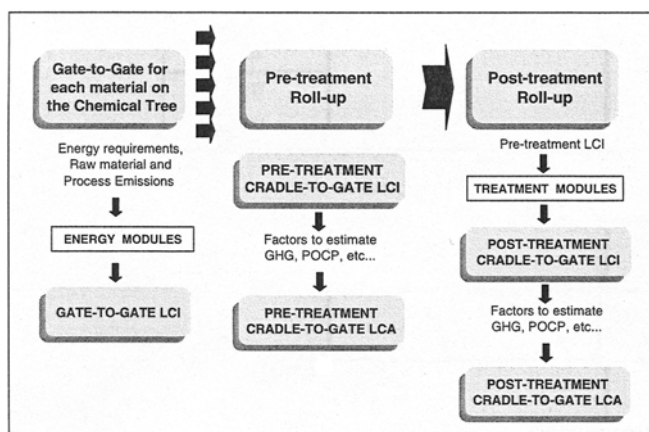 Gate-to-Gate for
each material on
the Chemical Tree
Energy requirements,
Raw material and
Process Emissions
ENERGY MODULES
GATE-TO-GATE LCI
Pre-treatment
Roll-up
PRE-TREATMENT
CRADLE-TO-GATE LCI
Factors to estimate
GHG, POCP, etc...
PRE-TREATMENT
CRADLE-TO-GATE LCA
Post-treatment
Roll-up
Pre-treatment LCI
TREATMENT MODULES
POST-TREATMENT
CRADLE-TO-GATE LCI
Factors to estimate
GHG, POCP, etc...
POST-TREATMENT
CRADLE-TO-GATE LCA